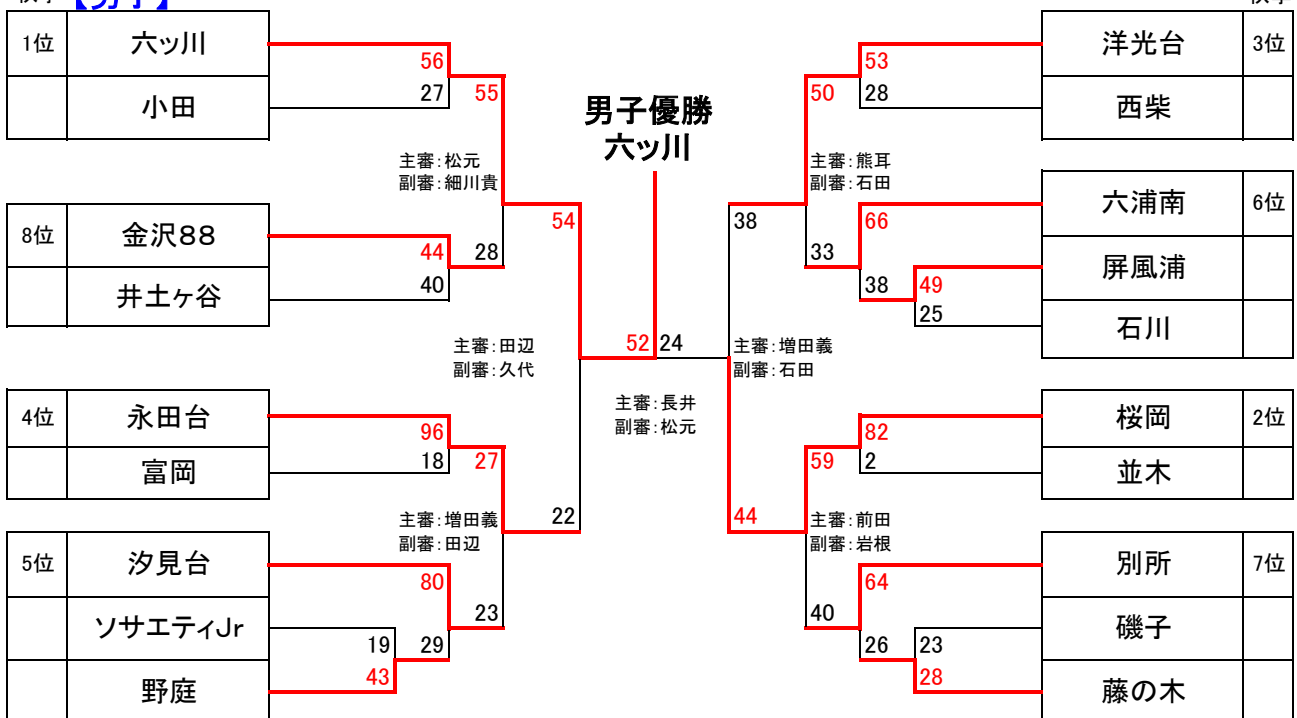 【男子】
1位 六ッ川
小田
8位 金沢88
井土ヶ谷
4位 永田台
富岡
5位 汐見台
ソサエティJr
野庭
56
27
55
主審:松元
副審:細川貴
44
40
28
54
主審:田辺
副審:久代
96
18
27
主審:増田義
副審:田辺
22
80
23
19
29
43
男子優勝
六ッ川
52 24
主審:長井
副審:松元
53
28
50
主審:熊耳
副審:石田
38
66
33
38
49
25
主審:増田義
副審:石田
82
2
59
44
主審:前田
副審:岩根
64
40
26
23
28
洋光台 3位
西柴
六浦南 6位
屏風浦
石川
桜岡 2位
並木
別所 7位
磯子
藤の木